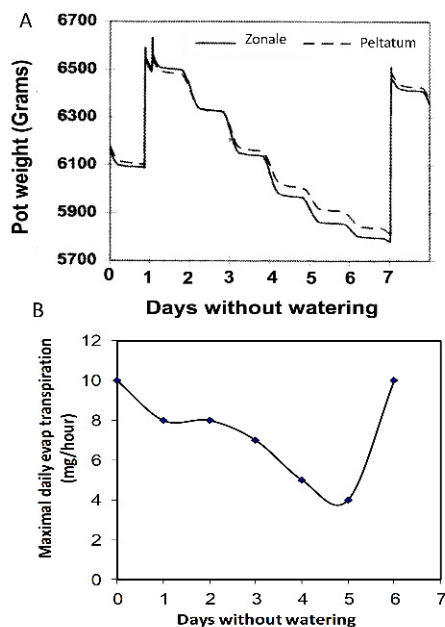 A
6700
6500
6100
5900
5700
Pot weight (Grams)
Zonale
Peltatum
0 1 2 3 4 5 6 7
Days without watering
B
12
10
8
6
4
2
0
Maximal daily evap transpiration
(mg/hour)
0 1 2 3 4 5 6 7
Days without watering